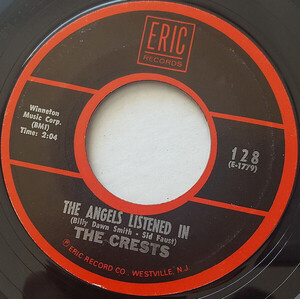 ERIC
RECORDS
Winneton
Music Corp.
(BMI)
Time: 2:04
128
(E-1779)
THE ANGELS LISTENED IN
(Billy Dawn Smith - Sid Faust)
THE CRESTS
© ERIC RECORD CO. WESTVILLE, N.J.